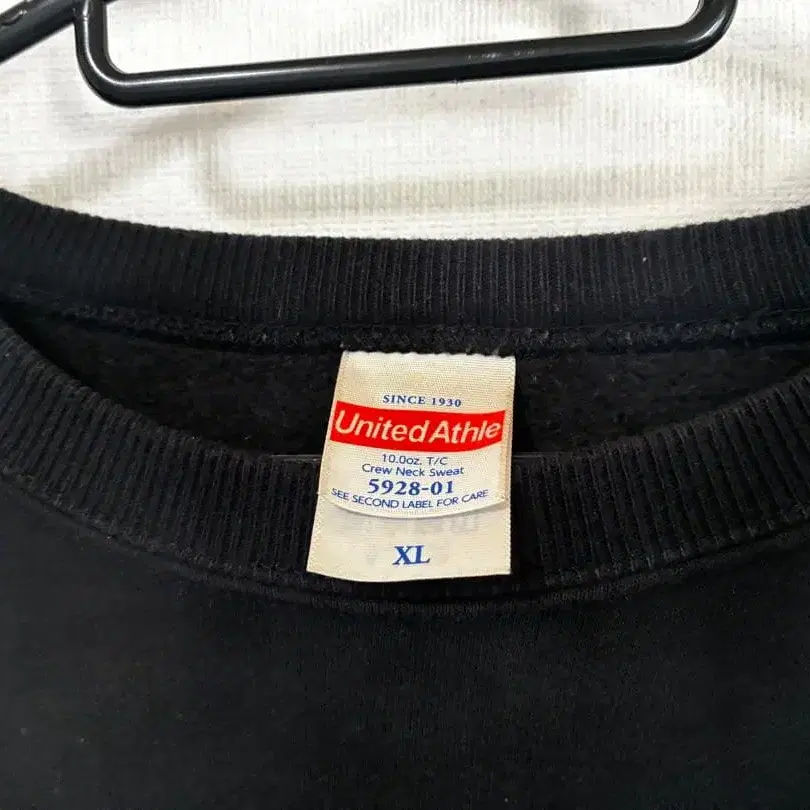 SINCE 1930
United Athle
10.0oz. T/C
Crew Neck Sweat
5928-01
SEE SECOND LABEL FOR CARE
XL